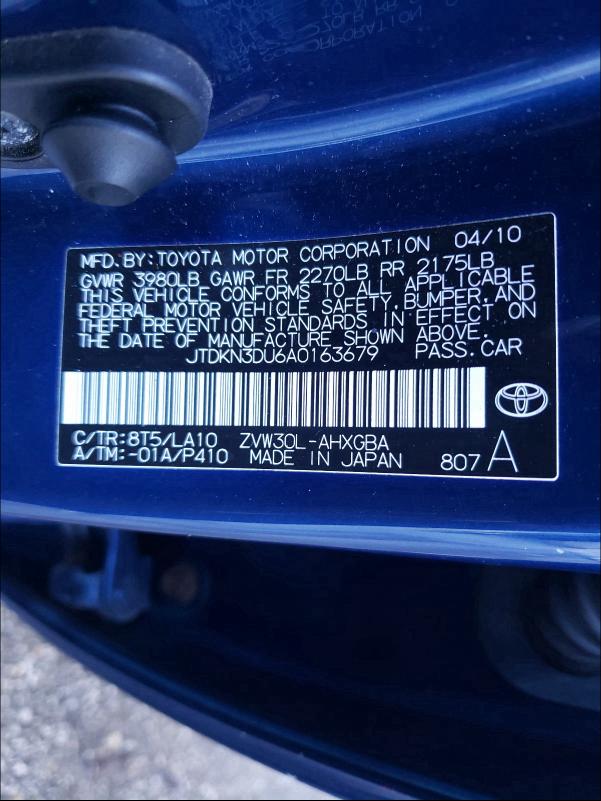 MFD.BY:TOYOTA MOTOR CORPORATION 04/10
GVWR 3980LB GAWR FR 2270LB RR 2175LB
THIS VEHICLE CONFORMS TO ALL APPLICABLE
FEDERAL MOTOR VEHICLE SAFETY,BUMPER,AND
THEFT PREVENTION STANDARDS IN EFFECT ON
THE DATE OF MANUFACTURE SHOWN ABOVE.
JTDKN3DU6A0163679 PASS.CAR
C/TR:8T5/LA10 ZVW30L-AHXGBA
A/TM:-01A/P410 MADE IN JAPAN 807 A